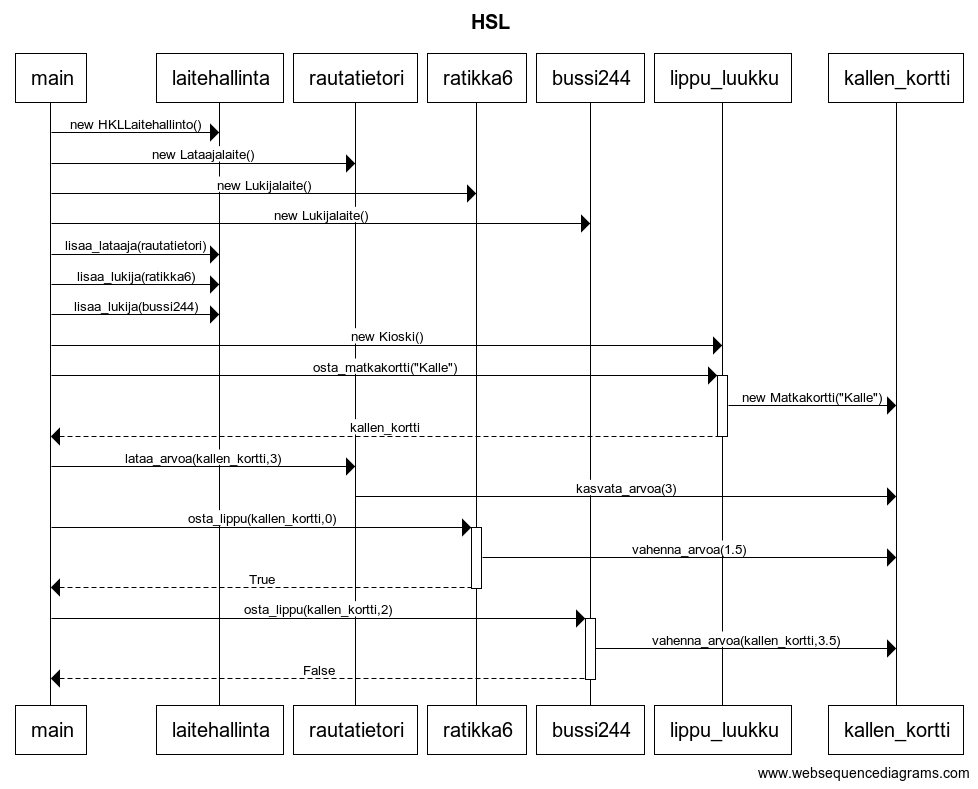 HSL
main laitehallinta rautatietori ratikka6 bussi244 lippu_luukku kallen_kortti
new HKLLaitehallinto()
new Lataajalaite()
new Lukijalaite()
new Lukijalaite()
lisaa_lataaja(rautatietori)
lisaa_lukija(ratikka6)
lisaa_lukija(bussi244)
new Kioski()
osta_matkakortti("Kalle")
new Matkakortti("Kalle")
kallen_kortti
lataa_arvoa(kallen_kortti,3)
kasvata_arvoa(3)
osta_lippu(kallen_kortti,0)
vahenna_arvoa(1.5)
True
osta_lippu(kallen_kortti,2)
vahenna_arvoa(kallen_kortti,3.5)
False
main laitehallinta rautatietori ratikka6 bussi244 lippu_luukku kallen_kortti
www.websequencediagrams.com